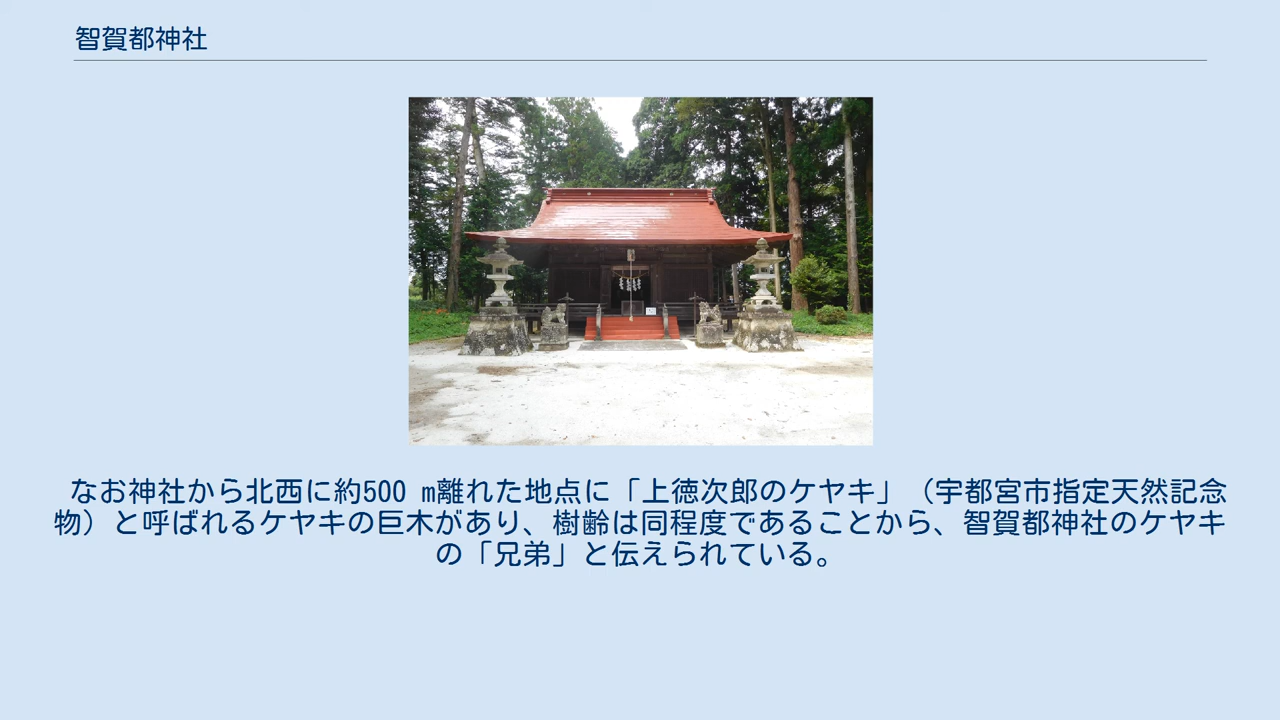 智賀都神社
なお神社から北西に約500 m離れた地点に「上徳次郎のケヤキ」（宇都宮市指定天然記念
物）と呼ばれるケヤキの巨木があり、樹齢は同程度であることから、智賀都神社のケヤキ
の「兄弟」と伝えられている。